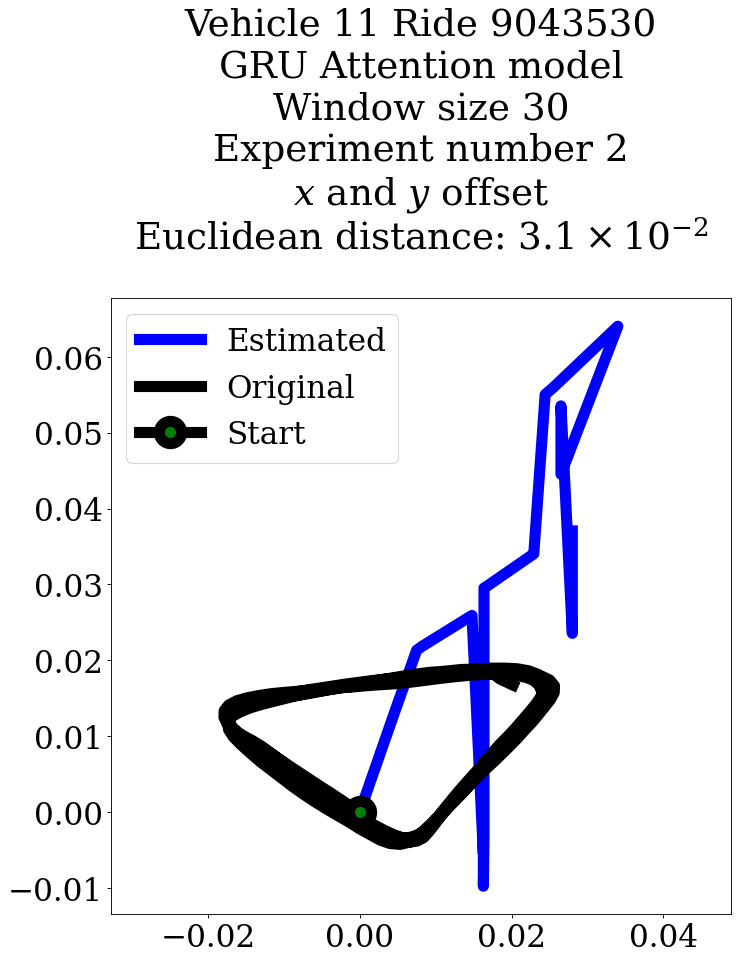 Vehicle 11 Ride 9043530
GRU Attention model
Window size 30
Experiment number 2
x and y offset
Euclidean distance: 3.1 × 10⁻²
Estimated
Original
Start
0.06
0.05
0.04
0.03
0.02
0.01
0.00
−0.01
−0.02 0.00 0.02 0.04